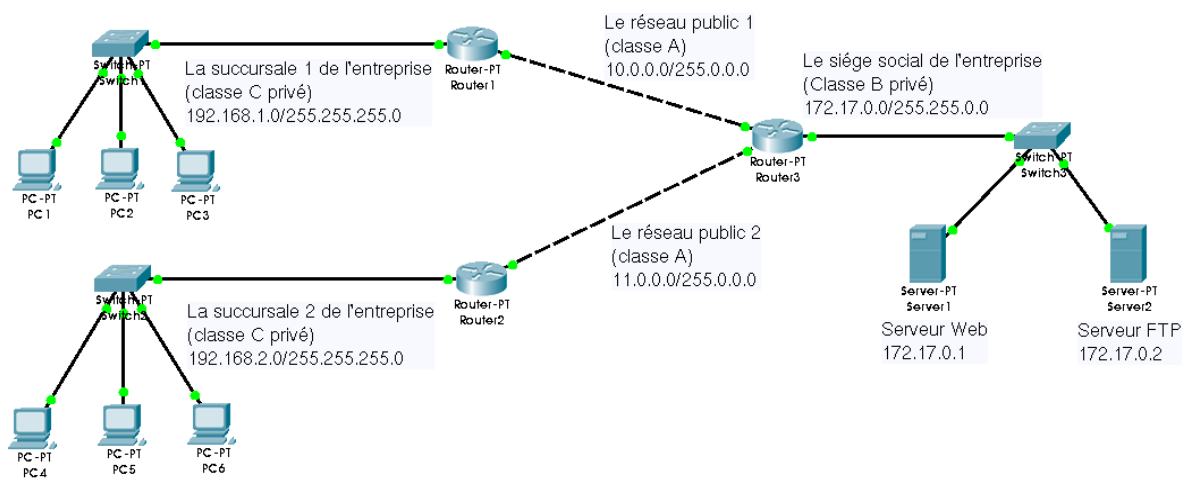 Switch-PT
Switch1
La succursale 1 de l'entreprise
(classe C privé)
192.168.1.0/255.255.255.0
Router-PT
Router1
Le réseau public 1
(classe A)
10.0.0.0/255.0.0.0
Le siége social de l'entreprise
(Classe B privé)
172.17.0.0/255.255.0.0
Router-PT
Router3
Switch-PT
Switch3
PC-PT
PC1
PC-PT
PC2
PC-PT
PC3
Le réseau public 2
(classe A)
11.0.0.0/255.0.0.0
Switch-PT
Switch2
La succursale 2 de l'entreprise
(classe C privé)
192.168.2.0/255.255.255.0
Router-PT
Router2
Server-PT
Server1
Serveur Web
172.17.0.1
Server-PT
Server2
Serveur FTP
172.17.0.2
PC-PT
PC4
PC-PT
PC5
PC-PT
PC6